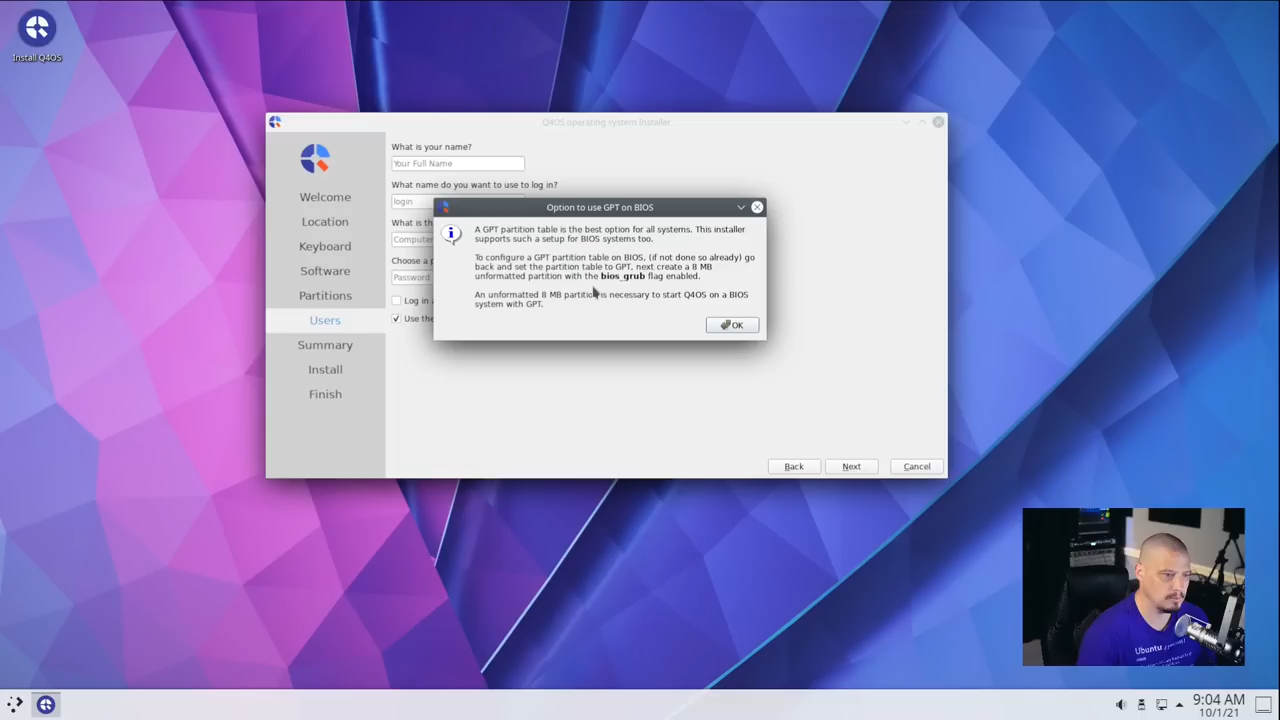 Install Q4OS
Q4OS operating system Installer
Welcome
Location
Keyboard
Software
Partitions
Users
Summary
Install
Finish
What is your name?
Your Full Name
What name do you want to use to log in?
login
What is th
Computer
Choose a p
Password
Log in a
Use the
Option to use GPT on BIOS
A GPT partition table is the best option for all systems. This installer
supports such a setup for BIOS systems too.
To configure a GPT partition table on BIOS, (if not done so already) go
back and set the partition table to GPT, next create a 8 MB
unformatted partition with the bios_grub flag enabled.
An unformatted 8 MB partition is necessary to start Q4OS on a BIOS
system with GPT.
OK
Back
Next
Cancel
Ubuntu
9:04 AM
10/1/21